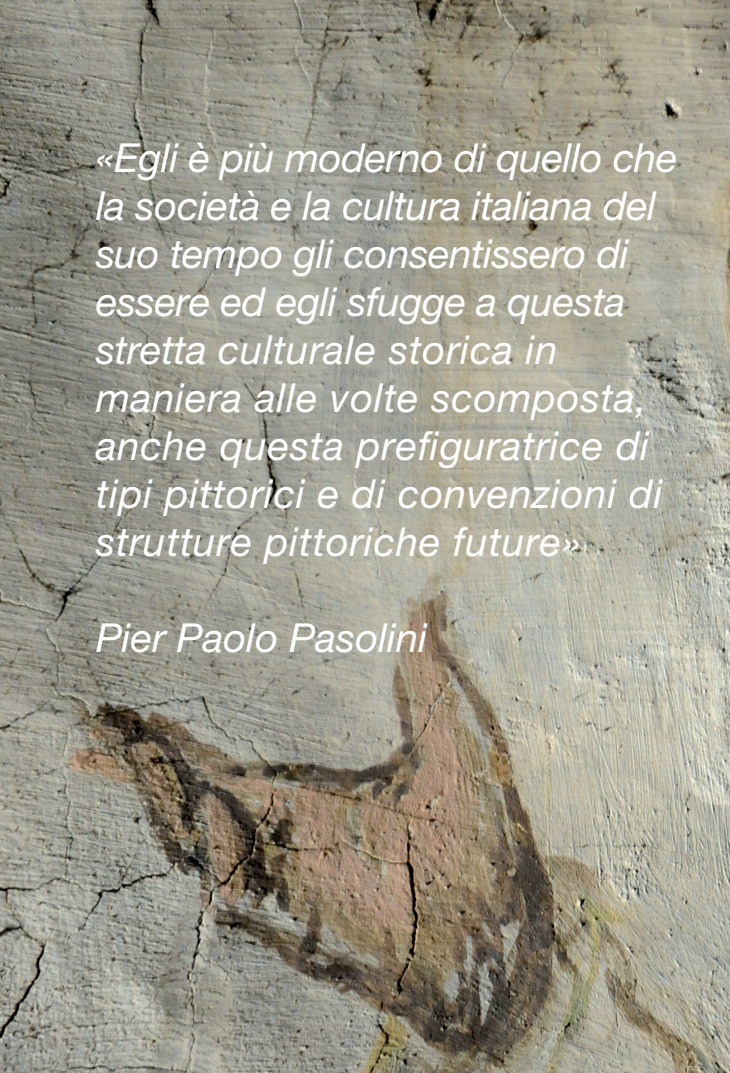 «Egli è più moderno di quello che
la società e la cultura italiana del
suo tempo gli consentissero di
essere ed egli sfugge a questa
stretta culturale storica in
maniera alle volte scomposta,
anche questa prefiguratrice di
tipi pittorici e di convenzioni di
strutture pittoriche future»
Pier Paolo Pasolini